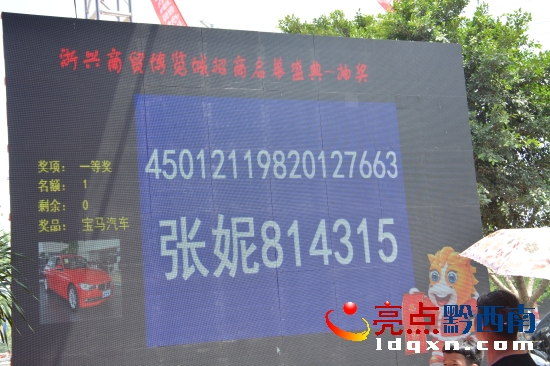 浙兴商贸博览城招商启幕盛典-抽奖
奖项: 一等奖
名额: 1
剩余: 0
奖品: 宝马汽车
45012119820127663
张妮814315
亮点黔西南
ldqxn.com